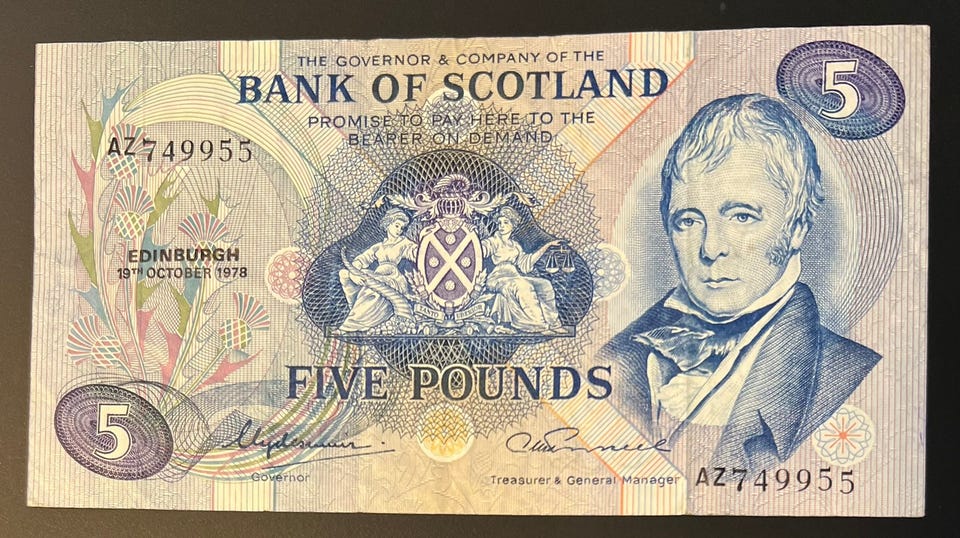 THE GOVERNOR & COMPANY OF THE
BANK OF SCOTLAND
PROMISE TO PAY HERE TO THE
BEARER ON DEMAND
5
AZ749955
EDINBURGH
19TH OCTOBER 1978
FIVE POUNDS
5
Governor
Treasurer & General Manager
AZ749955